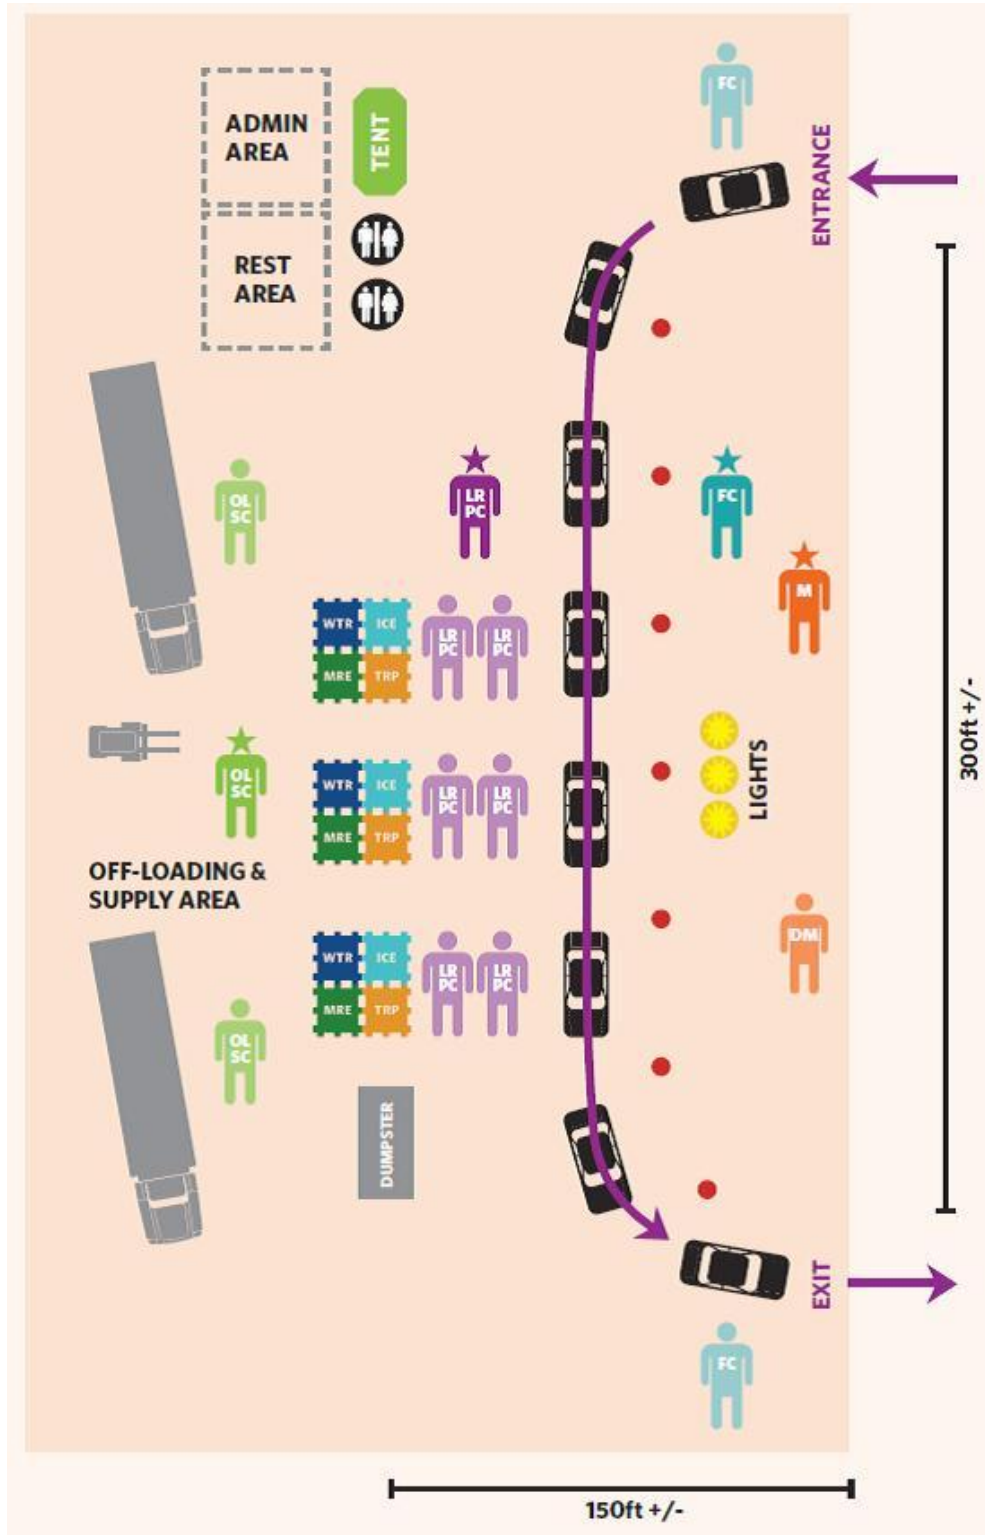 FC
ADMIN
AREA
TENT
ENTRANCE
REST
AREA
OL
SC
LR
PC
FC
M
WTR ICE
MRE TRP
LR
PC
LR
PC
300ft +/-
OL
SC
WTR ICE
MRE TRP
LR
PC
LR
PC
LIGHTS
OFF-LOADING &
SUPPLY AREA
DM
WTR ICE
MRE TRP
LR
PC
LR
PC
OL
SC
DUMPSTER
EXIT
FC
150ft +/-